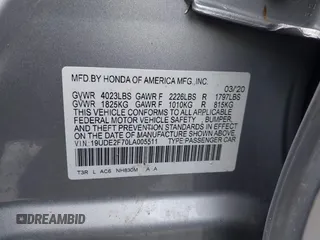 MFD BY HONDA OF AMERICA MFG., INC. 03/20
GVWR 4023LBS GAWR F 2226LBS R 1797LBS
GVWR 1825KG GAWR F 1010KG R 815KG
THIS VEHICLE CONFORMS TO ALL APPLICABLE
FEDERAL MOTOR VEHICLE SAFETY, BUMPER,
AND THEFT PREVENTION STANDARDS IN EFFECT
ON THE DATE OF MANUFACTURE SHOWN ABOVE.
VIN: 19UDE2F70LA005511 TYPE:PASSENGER CAR
T3R L AC6 NH830M A A
DREAMBID